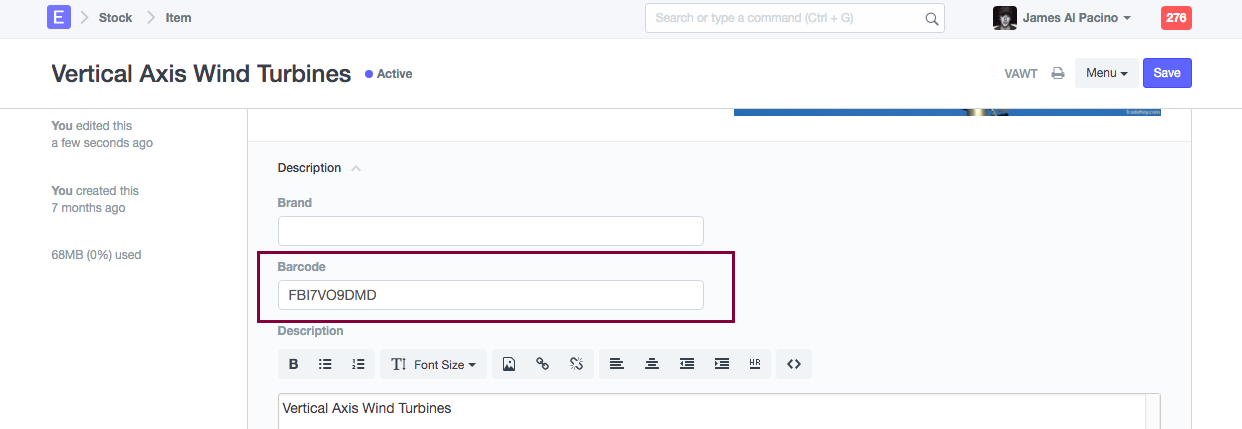 E Stock Item Search or type a command (Ctrl + G) James Al Pacino 276
Vertical Axis Wind Turbines Active VAWT Menu Save
You edited this
a few seconds ago
You created this
7 months ago
68MB (0%) used
Description
Brand
Barcode
FBI7VO9DMD
Description
B Font Size HR
Vertical Axis Wind Turbines